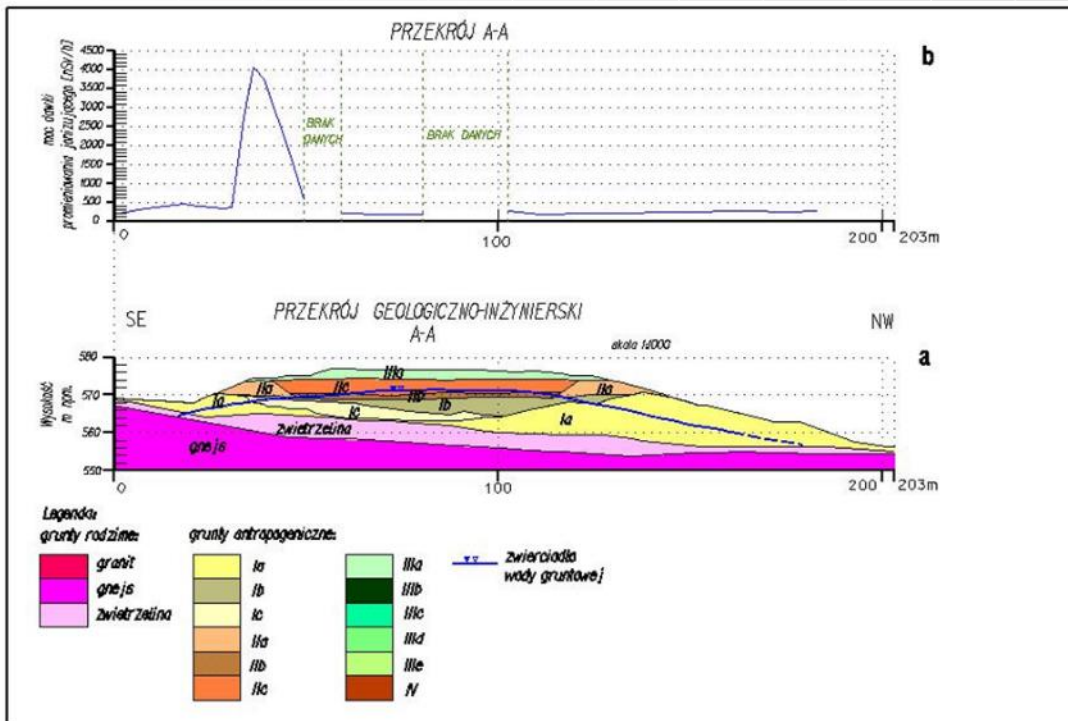 PRZEKRÓJ A-A
b
moc dawki
promieniowania jonizującego [nSv/h]
4500
4000
3500
3000
2500
2000
1500
1000
500
0
BRAK
DANYCH
BRAK DANYCH
0
100
200
203m
PRZEKRÓJ GEOLOGICZNO-INŻYNIERSKI
A-A
SE
NW
skala 1:1000
a
Wysokość
m npm.
580
570
560
550
IIIa
IIa
IIc
IIb
IIa
Ia
Ib
Ic
Ia
zwietrzelina
gnejs
0
100
200
203m
Legenda:
grunty rodzime:
granit
gnejs
zwietrzelina
grunty antropogeniczne:
Ia
Ib
Ic
IIa
IIb
IIc
IIIa
IIIb
IIIc
IIId
IIIe
IV
zwierciadło
wody gruntowej